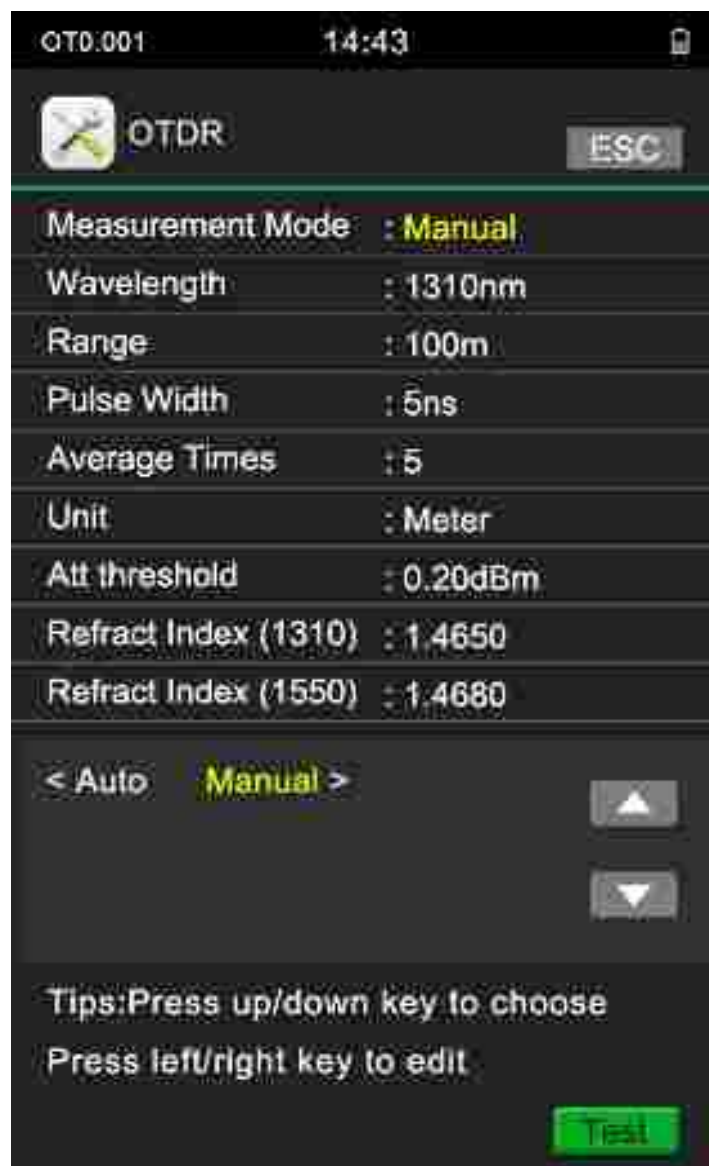 OT0.001 14:43
OTDR
ESC
Measurement Mode : Manual
Wavelength : 1310nm
Range : 100m
Pulse Width : 5ns
Average Times : 5
Unit : Meter
Att threshold : 0.20dBm
Refract Index (1310) : 1.4650
Refract Index (1550) : 1.4680
< Auto Manual >
Tips:Press up/down key to choose
Press left/right key to edit
Test